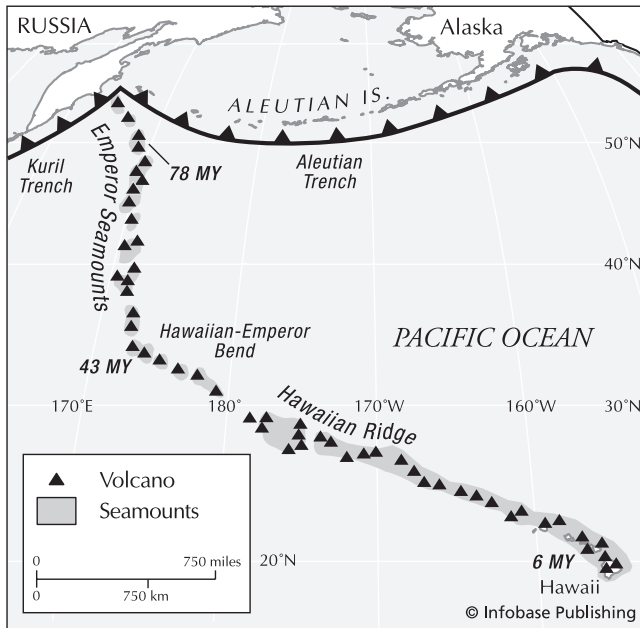 RUSSIA
Alaska
ALEUTIAN IS.
50˚N
Kuril
Trench
78 MY
Aleutian
Trench
Emperor Seamounts
40˚N
Hawaiian-Emperor
Bend
PACIFIC OCEAN
43 MY
170˚E
180˚
170˚W
160˚W
30˚N
Hawaiian Ridge
Volcano
Seamounts
0
750 miles
0
750 km
20˚N
6 MY
Hawaii
© Infobase Publishing